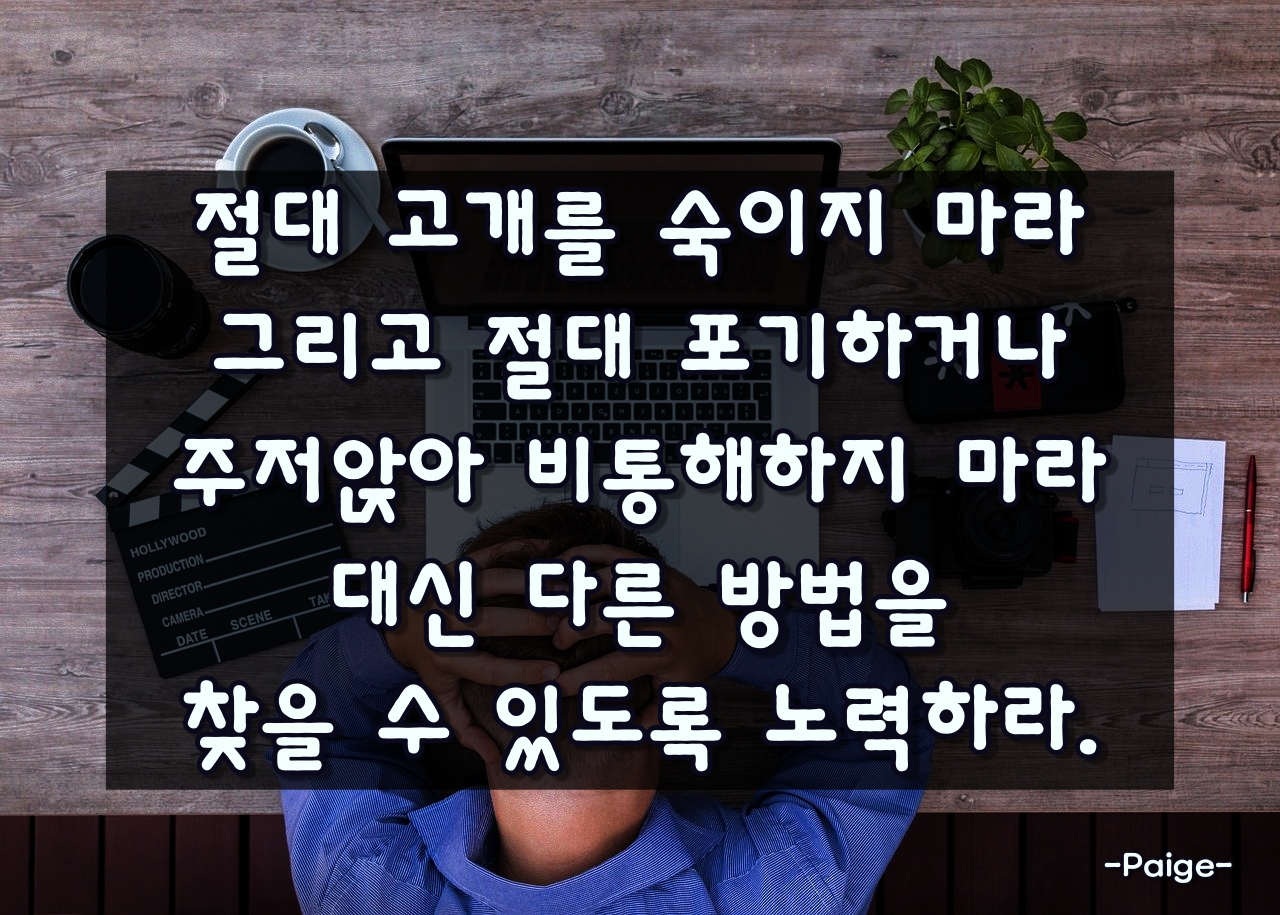 절대 고개를 숙이지 마라
그리고 절대 포기하거나
주저앉아 비통해하지 마라
대신 다른 방법을
찾을 수 있도록 노력하라.
HOLLYWOOD
PRODUCTION
DIRECTOR
CAMERA
DATE SCENE
-Paige-